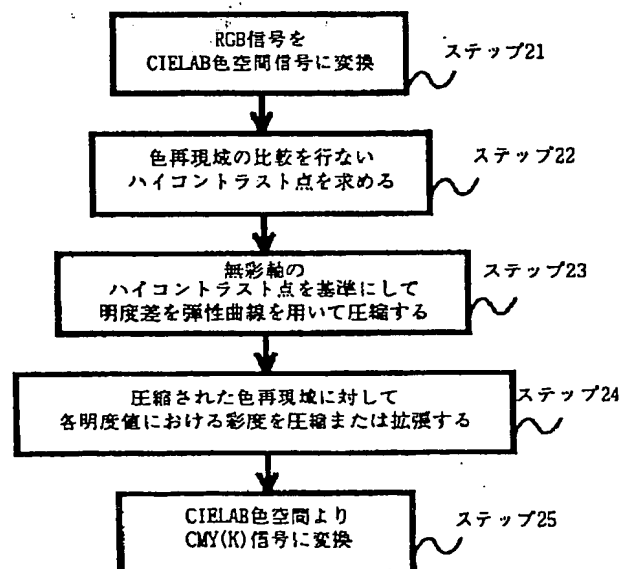 RGB信号を
CIELAB色空間信号に変換
ステップ21
色再現域の比較を行ない
ハイコントラスト点を求める
ステップ22
無彩軸の
ハイコントラスト点を基準にして
明度差を弾性曲線を用いて圧縮する
ステップ23
圧縮された色再現域に対して
各明度値における彩度を圧縮または拡張する
ステップ24
CIELAB色空間より
CMY(K)信号に変換
ステップ25